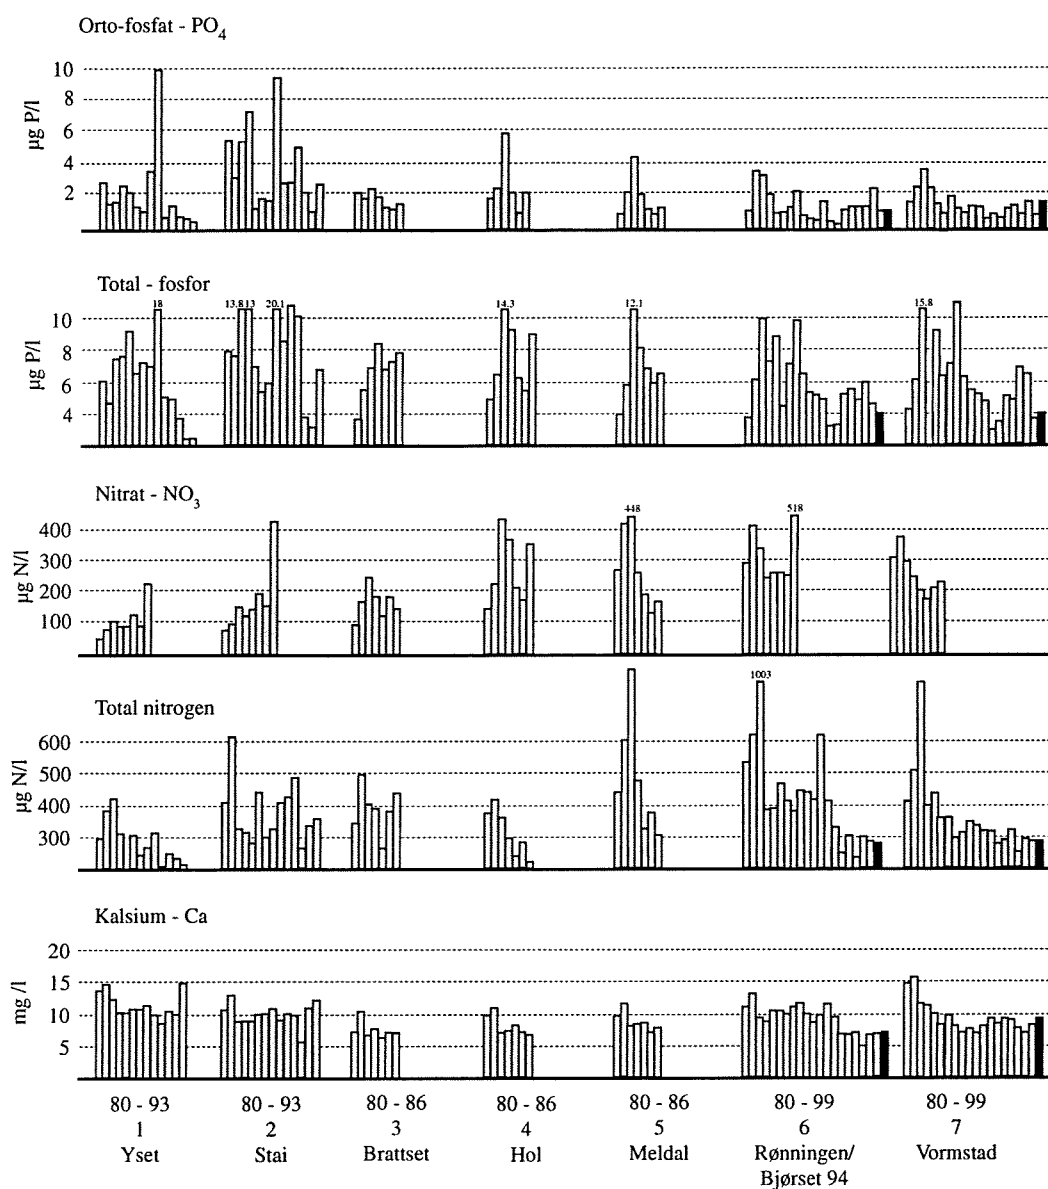 Orto-fosfat - PO4
µg P/l
10
8
6
4
2
Total - fosfor
µg P/l
10
8
6
4
18
13.8 13
20.1
14.3
12.1
15.8
Nitrat - NO3
µg N/l
400
300
200
100
448
518
Total nitrogen
µg N/l
600
500
400
300
1003
Kalsium - Ca
mg /l
20
15
10
5
80 - 93
80 - 93
80 - 86
80 - 86
80 - 86
80 - 99
80 - 99
1
2
3
4
5
6
7
Yset
Stai
Brattset
Hol
Meldal
Rønningen/
Bjørset 94
Vormstad